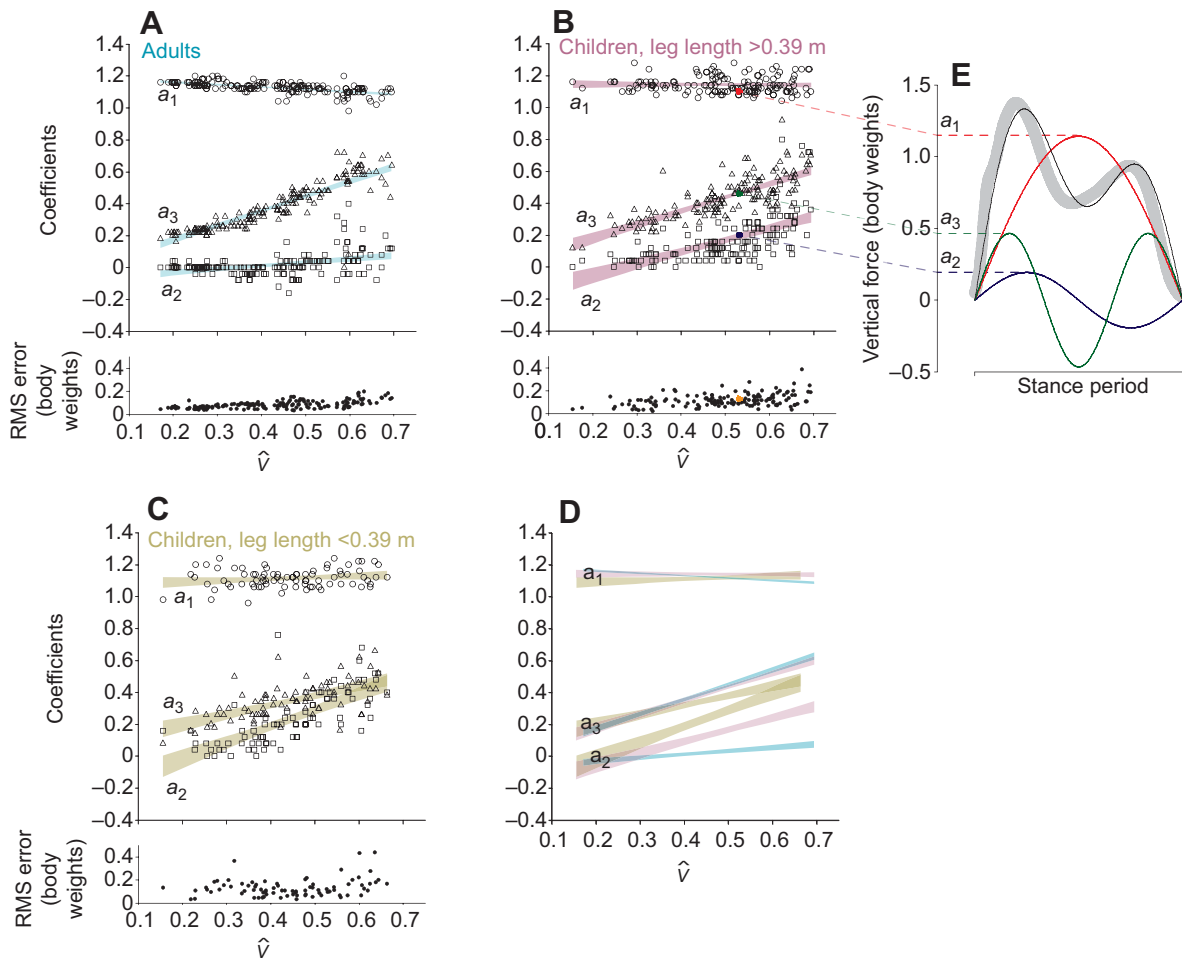 A
Adults
1.4
1.2
1.0
0.8
0.6
0.4
0.2
0
–0.2
–0.4
Coefficients
a1
a3
a2
0.4
0.2
0
RMS error
(body
weights)
0.1 0.2 0.3 0.4 0.5 0.6 0.7
V̂
B
Children, leg length >0.39 m
1.4
1.2
1.0
0.8
0.6
0.4
0.2
0
–0.2
–0.4
a1
a3
a2
0.4
0.2
0
0.1 0.2 0.3 0.4 0.5 0.6 0.7
V̂
E
1.5
1.0
0.5
0
–0.5
a1
a3
a2
Vertical force (body weights)
Stance period
C
Children, leg length <0.39 m
1.4
1.2
1.0
0.8
0.6
0.4
0.2
0
–0.2
–0.4
Coefficients
a1
a3
a2
0.4
0.2
0
RMS error
(body
weights)
0.1 0.2 0.3 0.4 0.5 0.6 0.7
V̂
D
1.4
1.2
1.0
0.8
0.6
0.4
0.2
0
–0.2
–0.4
a1
a3
a2
0.1 0.2 0.3 0.4 0.5 0.6 0.7
V̂